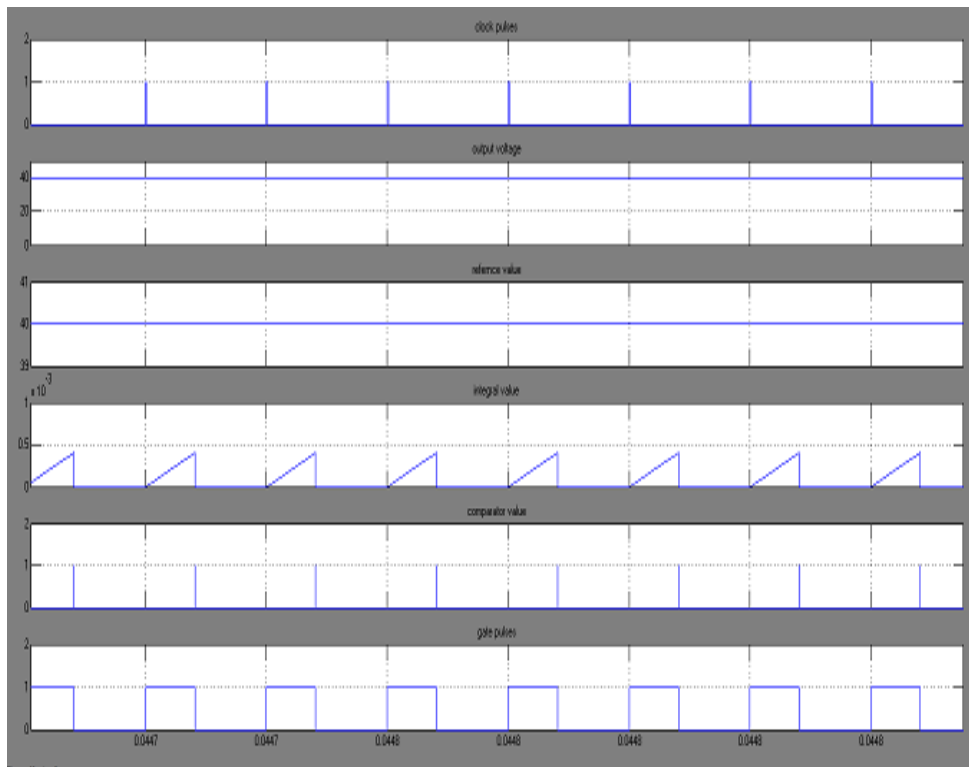 clock pulses
2
1
0
output voltage
40
20
0
refernce value
41
40
39
x 10^-3
integral value
1
0.5
0
comparator value
2
1
0
gate pulses
2
1
0
0.0447 0.0447 0.0448 0.0448 0.0448 0.0448 0.0448